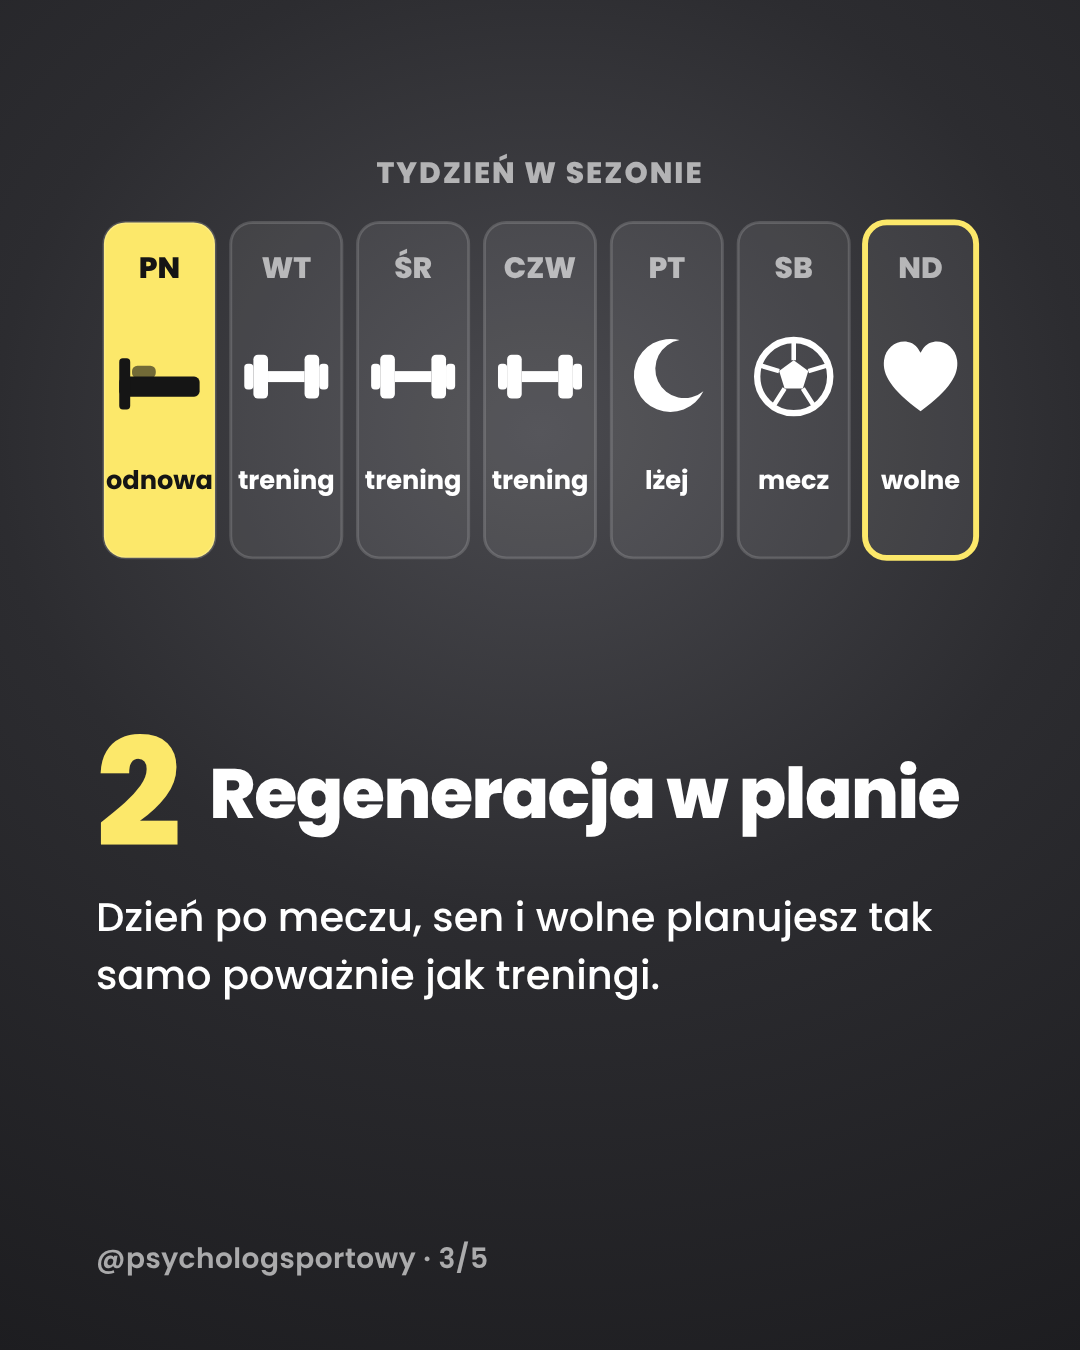 TYDZIEŃ W SEZONIE
PN WT ŚR CZW PT SB ND
odnowa trening trening trening lżej mecz wolne
2 Regeneracja w planie
Dzień po meczu, sen i wolne planujesz tak
samo poważnie jak treningi.
@psychologsportowy · 3/5